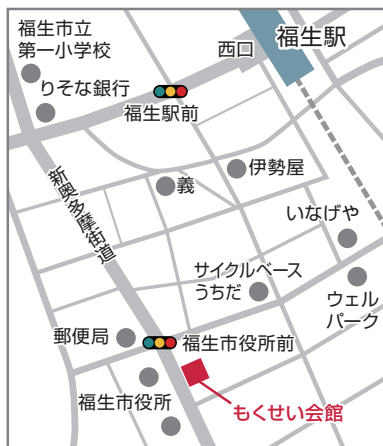 福生市立
第一小学校
りそな銀行
西口
福生駅
福生駅前
伊勢屋
義
新奥多摩街道
いなげや
サイクルベース
うちだ
ウェル
パーク
郵便局
福生市役所前
福生市役所
もくせい会館